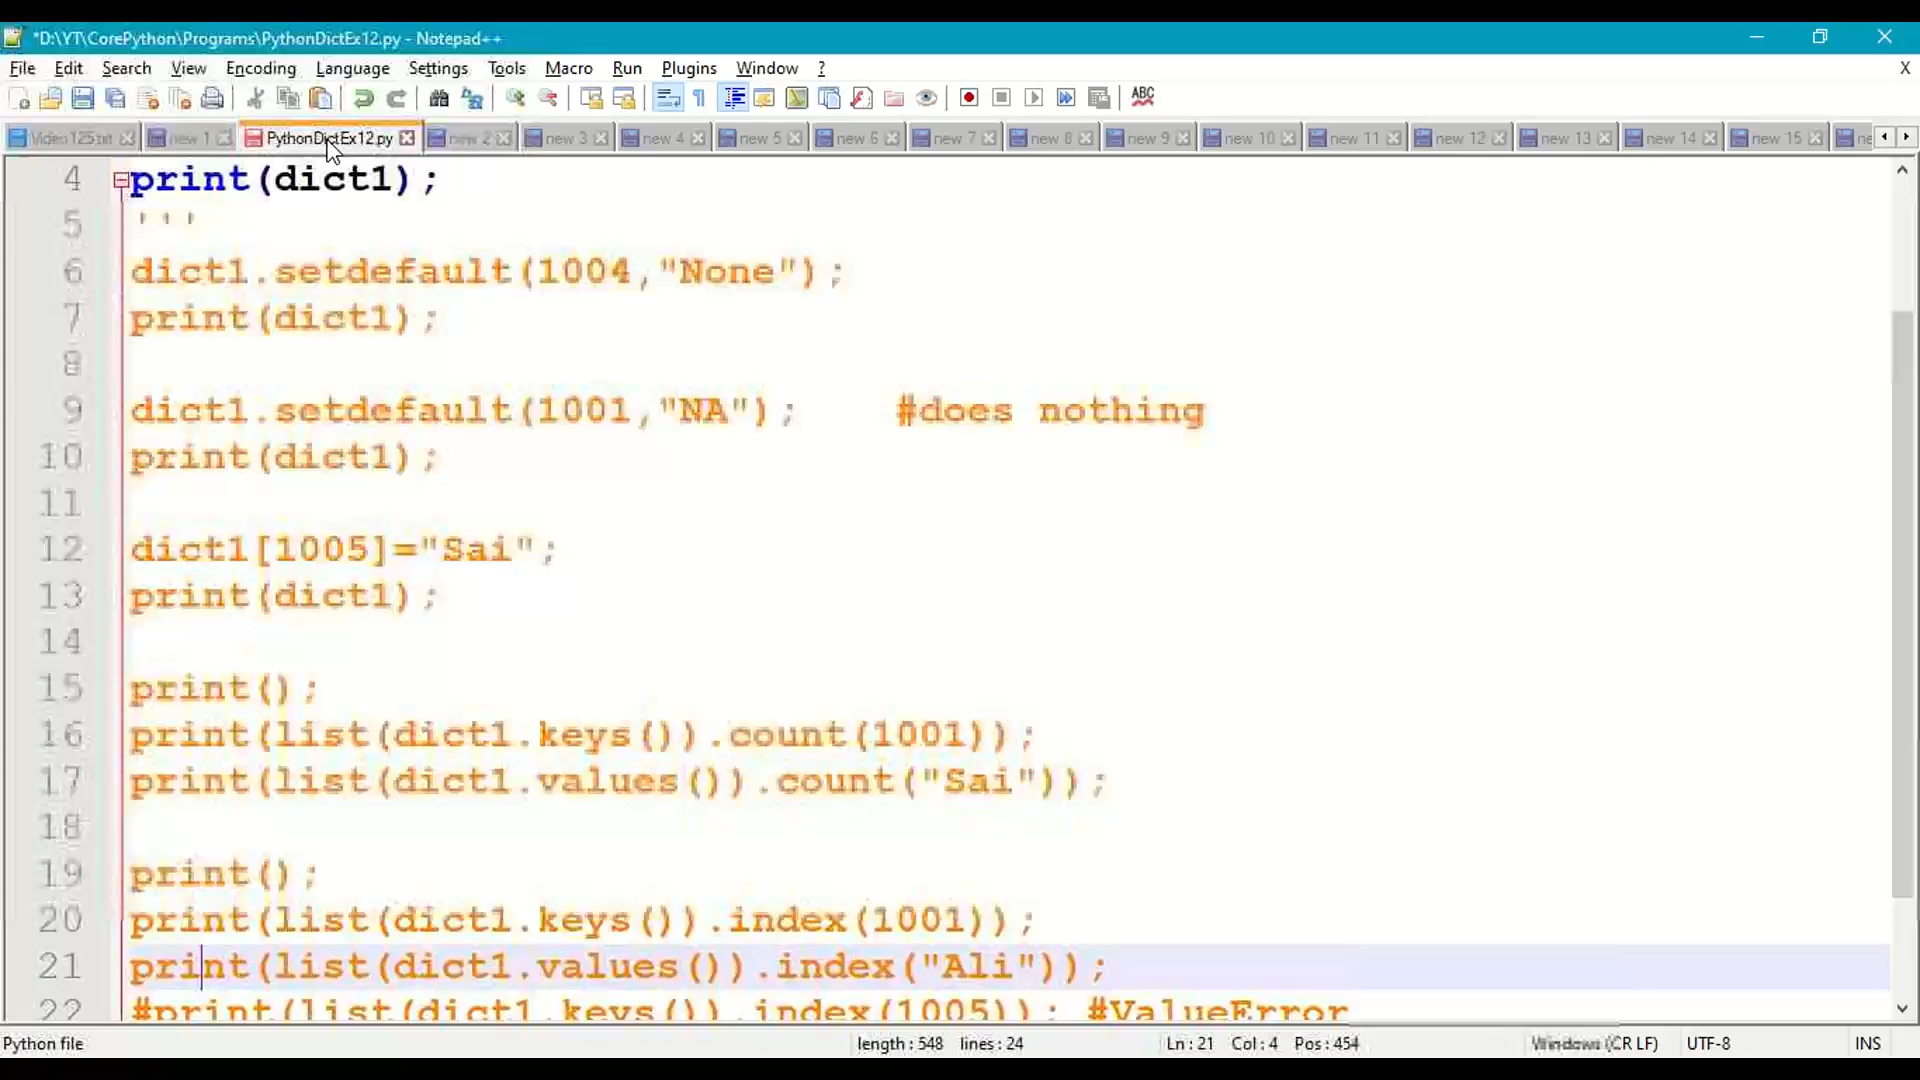 *D:\YT\CorePython\Programs\PythonDictEx12.py - Notepad++
File Edit Search View Encoding Language Settings Tools Macro Run Plugins Window ? X
ABC
Video125.txt new 1 PythonDictEx12.py new 2 new 3 new 4 new 5 new 6 new 7 new 8 new 9 new 10 new 11 new 12 new 13 new 14 new 15 ne
4 print(dict1);
5 '''
6 dict1.setdefault(1004,"None");
7 print(dict1);
8
9 dict1.setdefault(1001,"NA"); #does nothing
10 print(dict1);
11
12 dict1[1005]="Sai";
13 print(dict1);
14
15 print();
16 print(list(dict1.keys()).count(1001));
17 print(list(dict1.values()).count("Sai"));
18
19 print();
20 print(list(dict1.keys()).index(1001));
21 print(list(dict1.values()).index("Ali"));
22 #print(list(dict1.keys()).index(1005)); #ValueError
Python file length : 548 lines : 24 Ln : 21 Col : 4 Pos : 454 Windows (CR LF) UTF-8 INS